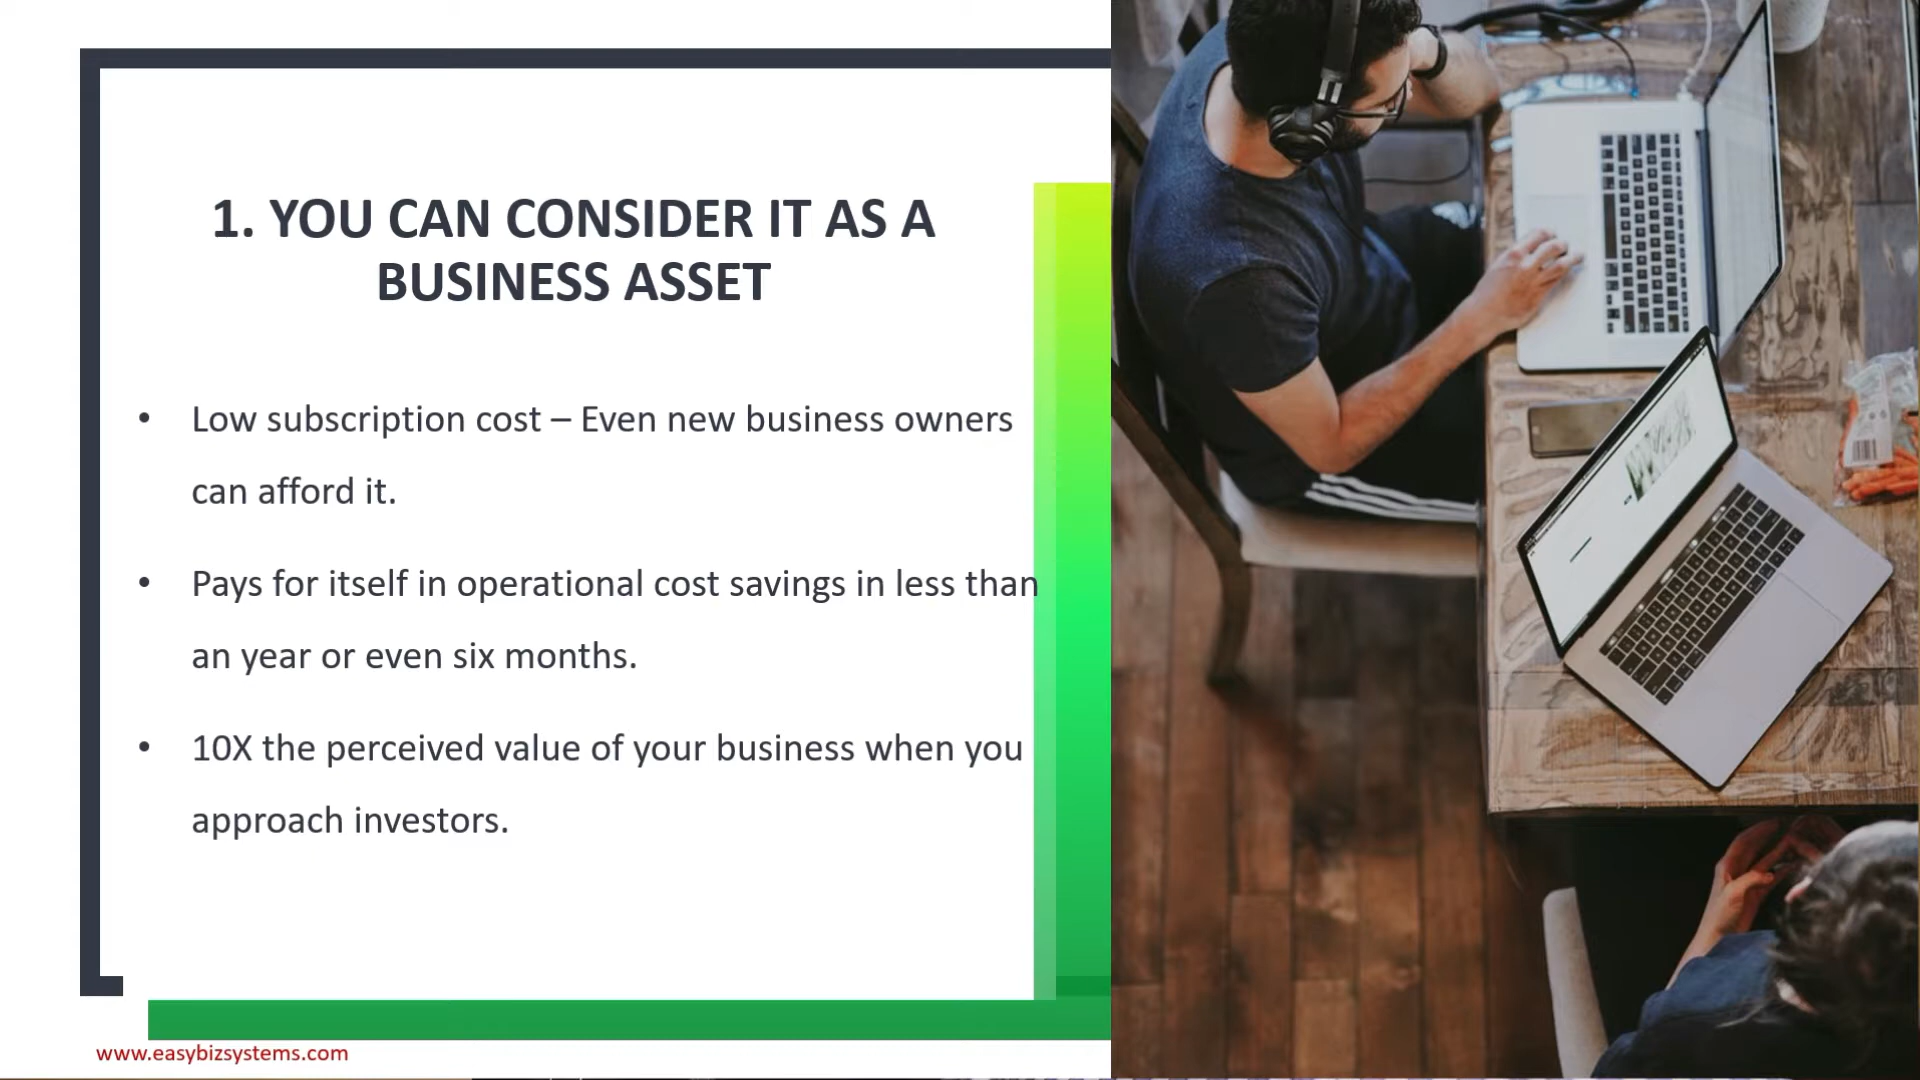 1. YOU CAN CONSIDER IT AS A
BUSINESS ASSET
• Low subscription cost – Even new business owners
can afford it.
• Pays for itself in operational cost savings in less than
an year or even six months.
• 10X the perceived value of your business when you
approach investors.
www.easybizsystems.com